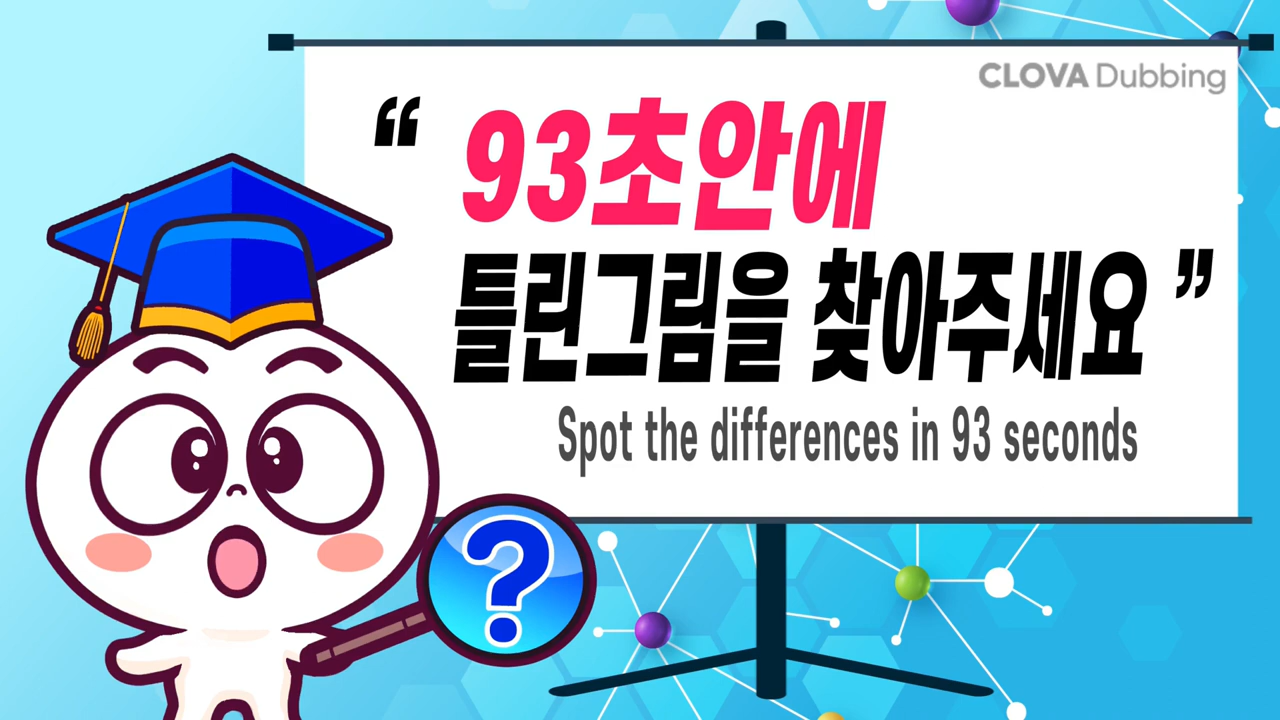 CLOVA Dubbing
“ 93초안에
틀린그림을 찾아주세요 ”
Spot the differences in 93 seconds
?